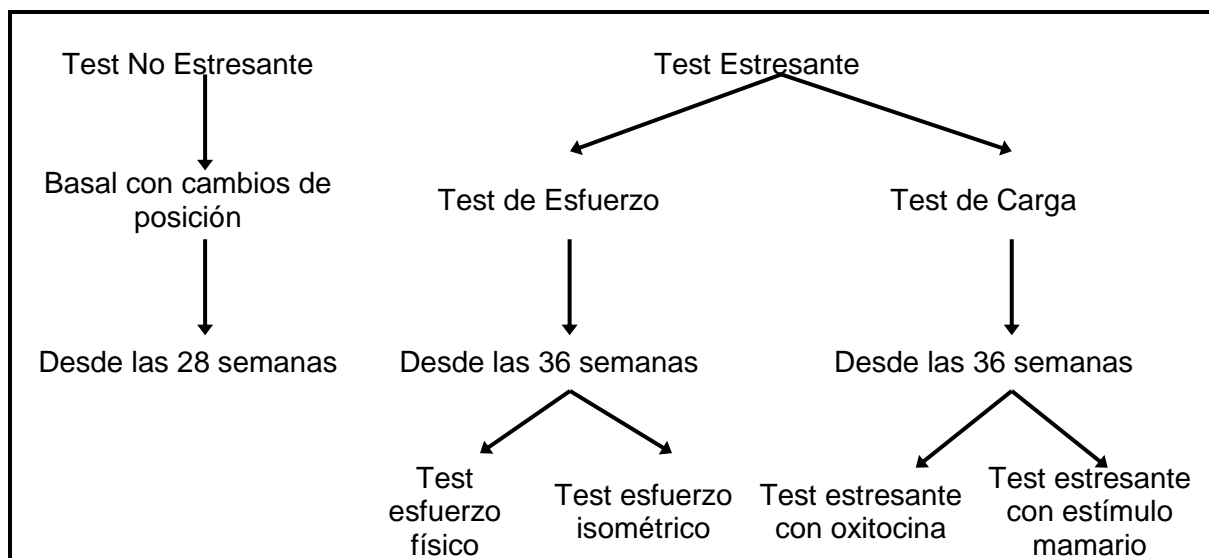 Test No Estresante
Test Estresante
Basal con cambios de
posición
Test de Esfuerzo
Test de Carga
Desde las 28 semanas
Desde las 36 semanas
Desde las 36 semanas
Test
esfuerzo
físico
Test esfuerzo
isométrico
Test estresante
con oxitocina
Test estresante
con estímulo
mamario